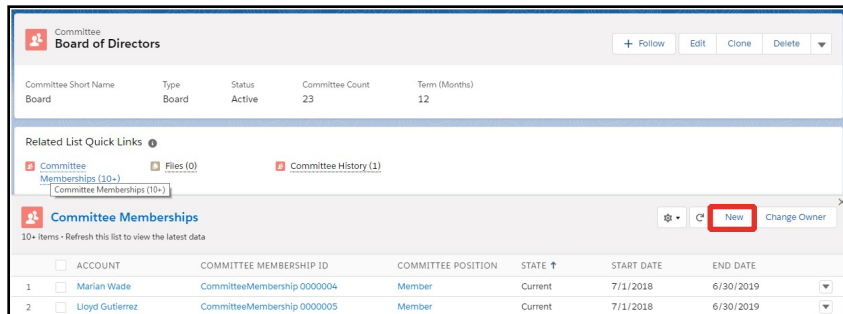 Committee
Board of Directors
+ Follow Edit Clone Delete
Committee Short Name Type Status Committee Count Term (Months)
Board Board Active 23 12
Related List Quick Links
Committee Memberships (10+) Files (0) Committee History (1)
Committee Memberships (10+)
Committee Memberships
New Change Owner
10+ items • Refresh this list to view the latest data
ACCOUNT COMMITTEE MEMBERSHIP ID COMMITTEE POSITION STATE ↑ START DATE END DATE
1 Marian Wade CommitteeMembership 0000004 Member Current 7/1/2018 6/30/2019
2 Lloyd Gutierrez CommitteeMembership 0000005 Member Current 7/1/2018 6/30/2019